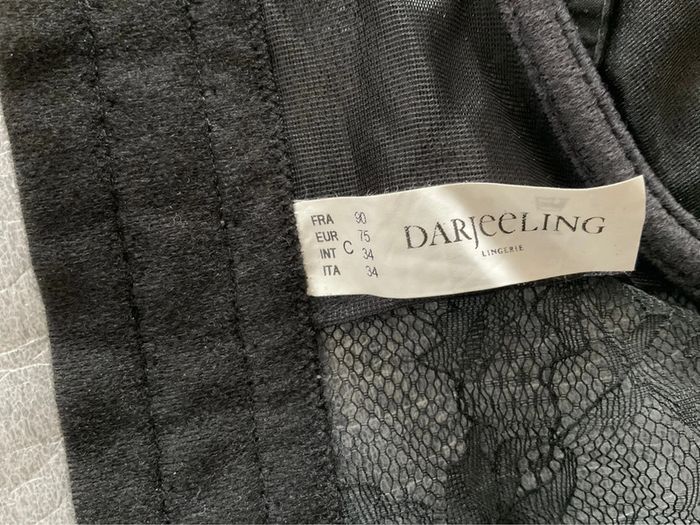 FRA 90
EUR 75
INT C 34
ITA 34
DARJEELING
LINGERIE